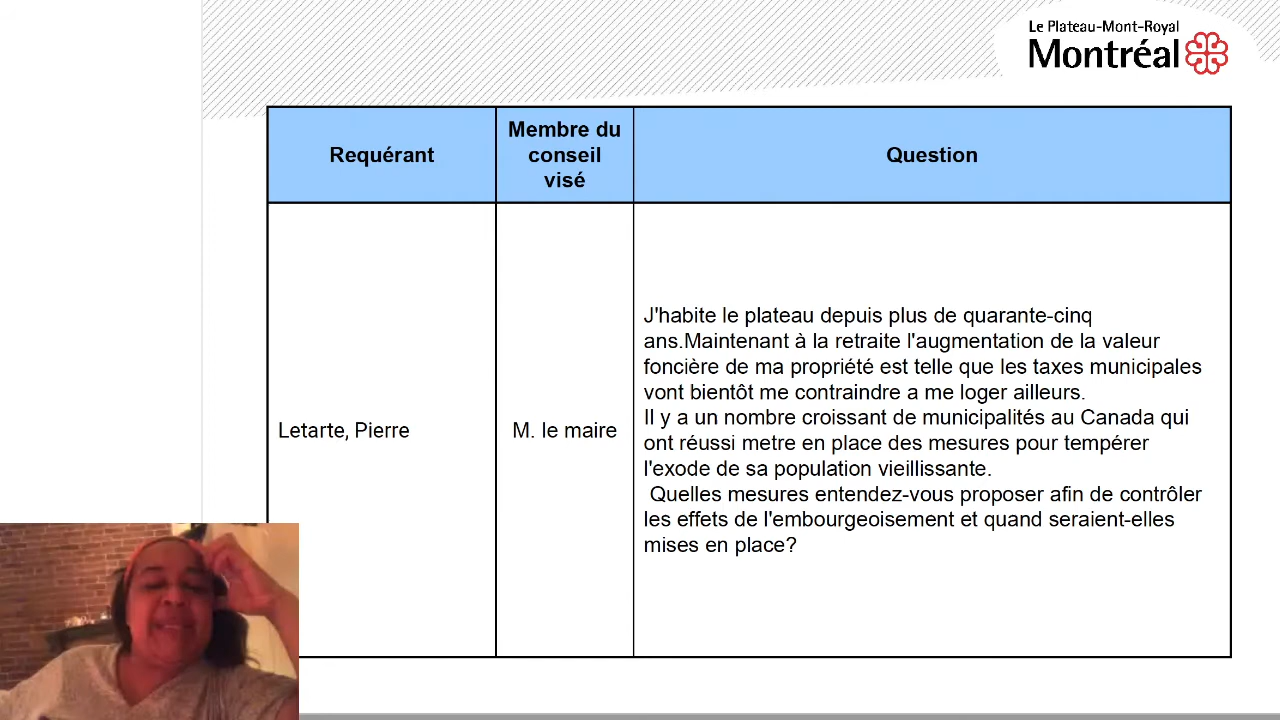 Le Plateau-Mont-Royal
Montréal
Requérant
Membre du
conseil
visé
Question
Letarte, Pierre
M. le maire
J'habite le plateau depuis plus de quarante-cinq
ans.Maintenant à la retraite l'augmentation de la valeur
foncière de ma propriété est telle que les taxes municipales
vont bientôt me contraindre a me loger ailleurs.
Il y a un nombre croissant de municipalités au Canada qui
ont réussi metre en place des mesures pour tempérer
l'exode de sa population vieillissante.
Quelles mesures entendez-vous proposer afin de contrôler
les effets de l'embourgeoisement et quand seraient-elles
mises en place?